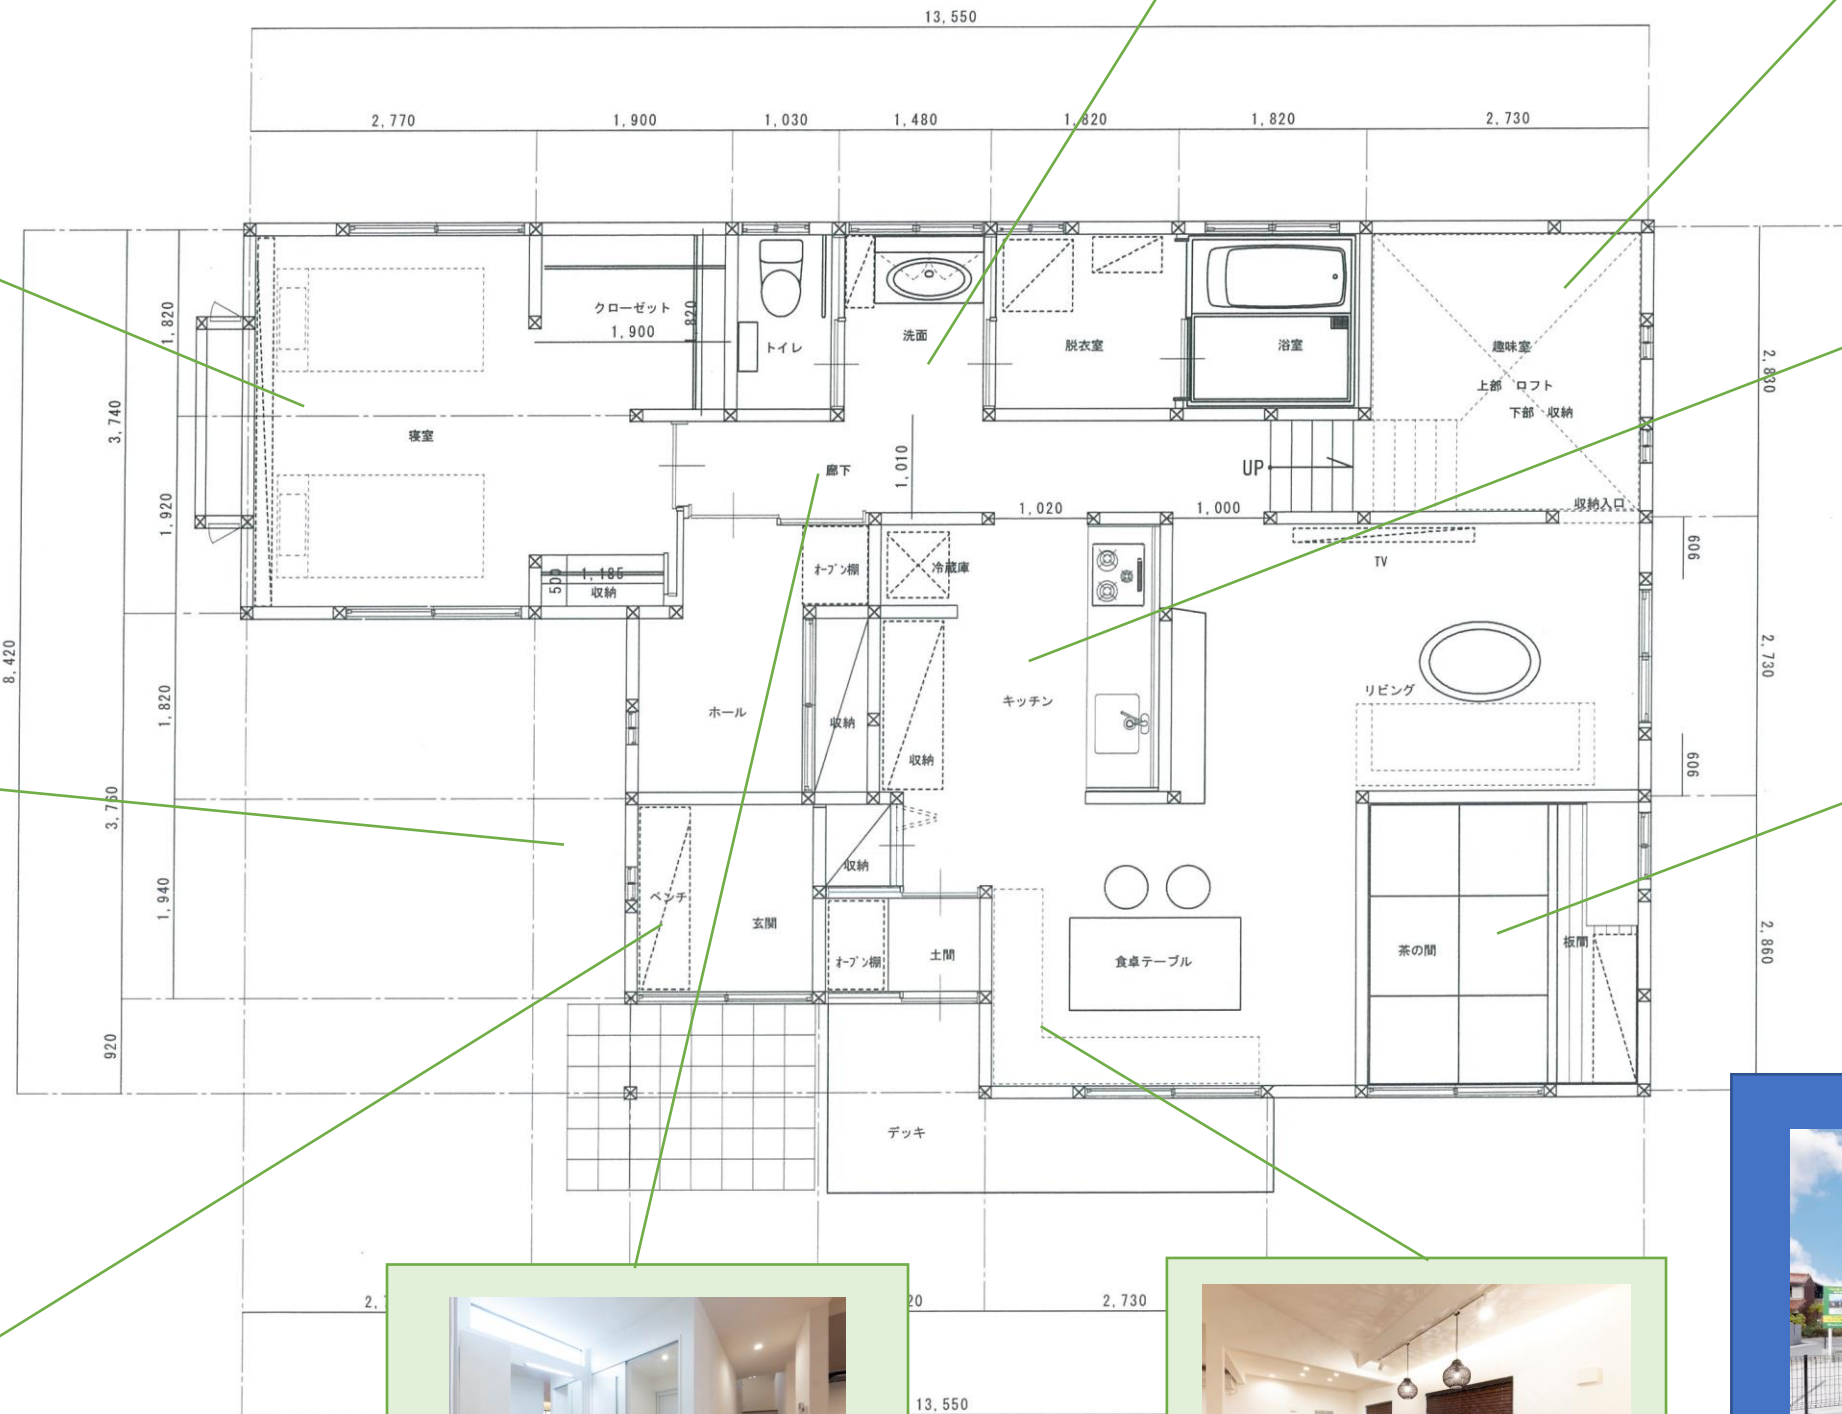 13,550
2,770
1,900
1,030
1,480
1,820
1,820
2,730
クローゼット
1,900
820
トイレ
洗面
脱衣室
浴室
趣味室
上部 ロフト
下部 収納
収納入口
1,820
3,740
2,830
寝室
廊下
1,010
UP
1,020
1,000
1,920
オープン棚
冷蔵庫
TV
909
500
1,185
収納
8,420
1,820
ホール
収納
収納
キッチン
リビング
2,730
909
3,760
1,940
ベンチ
玄関
収納
オープン棚
土間
食卓テーブル
茶の間
板間
2,860
920
デッキ
2,730
13,550